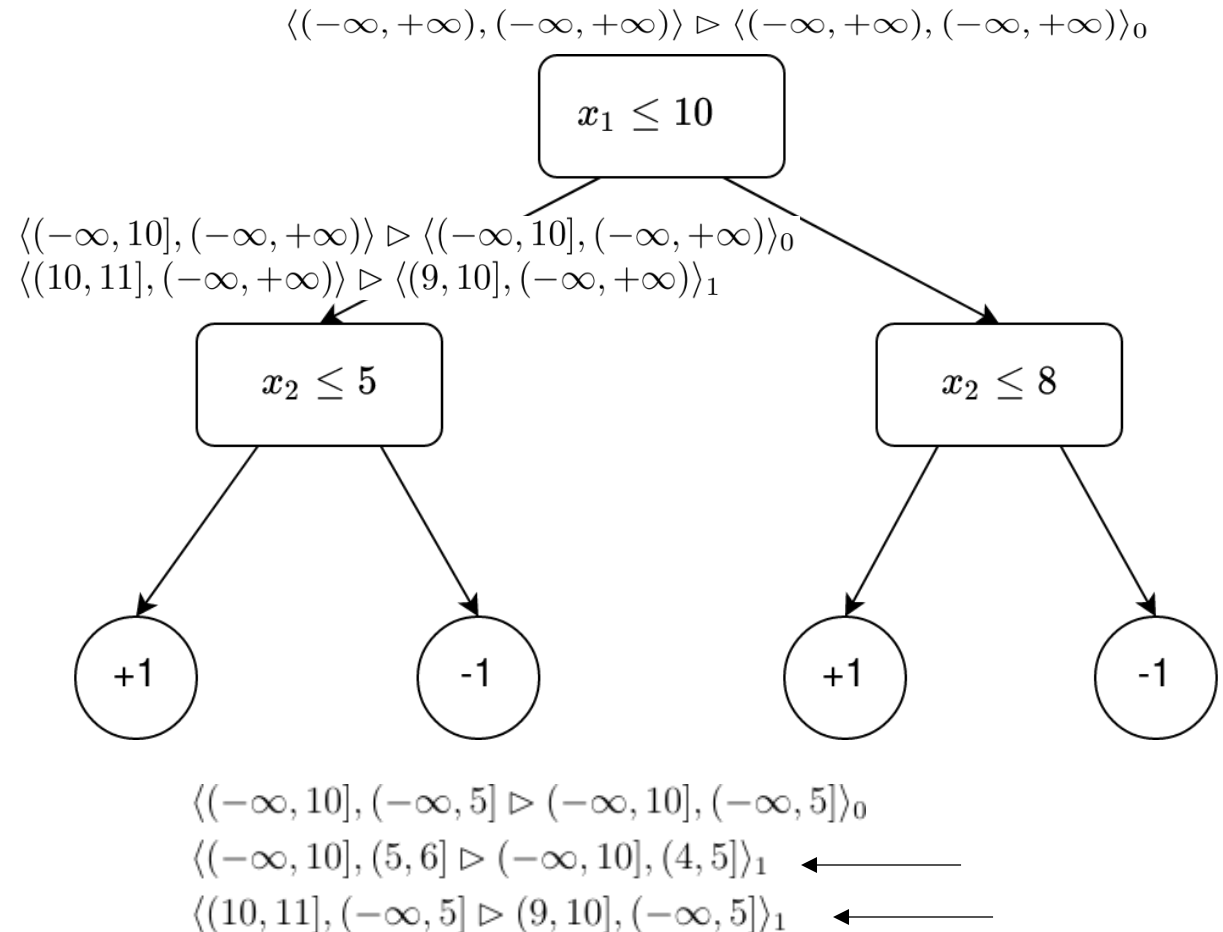 ⟨(−∞, +∞), (−∞, +∞)⟩ ▷ ⟨(−∞, +∞), (−∞, +∞)⟩₀
x₁ ≤ 10
⟨(−∞, 10], (−∞, +∞)⟩ ▷ ⟨(−∞, 10], (−∞, +∞)⟩₀
⟨(10, 11], (−∞, +∞)⟩ ▷ ⟨(9, 10], (−∞, +∞)⟩₁
x₂ ≤ 5
x₂ ≤ 8
+1
-1
+1
-1
⟨(−∞, 10], (−∞, 5] ▷ (−∞, 10], (−∞, 5]⟩₀
⟨(−∞, 10], (5, 6] ▷ (−∞, 10], (4, 5]⟩₁
⟨(10, 11], (−∞, 5] ▷ (9, 10], (−∞, 5]⟩₁